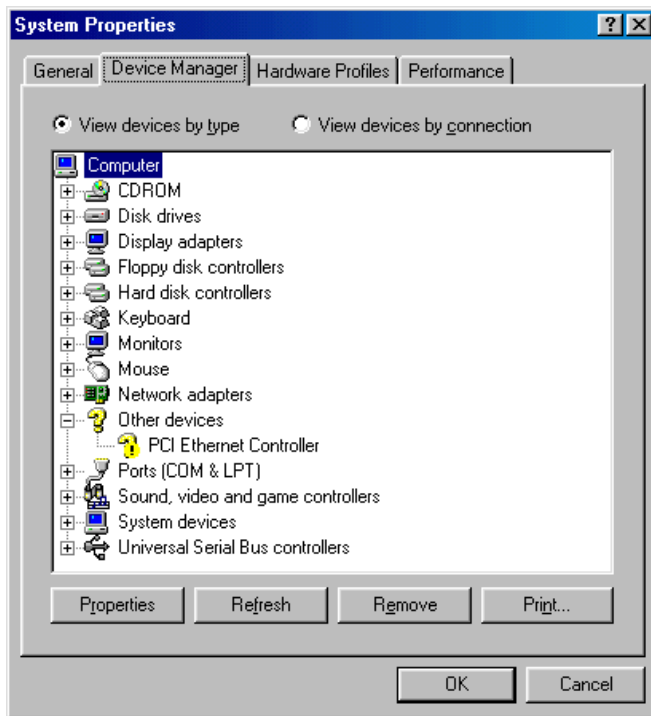 System Properties
General Device Manager Hardware Profiles Performance
View devices by type View devices by connection
Computer
CDROM
Disk drives
Display adapters
Floppy disk controllers
Hard disk controllers
Keyboard
Monitors
Mouse
Network adapters
Other devices
PCI Ethernet Controller
Ports (COM & LPT)
Sound, video and game controllers
System devices
Universal Serial Bus controllers
Properties Refresh Remove Print...
OK Cancel